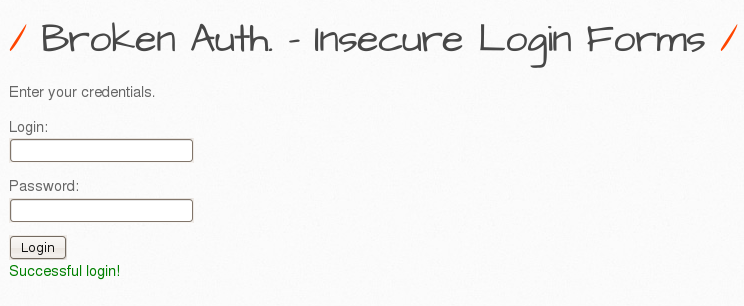 / Broken Auth. - Insecure Login Forms /
Enter your credentials.
Login:
Password:
Login
Successful login!